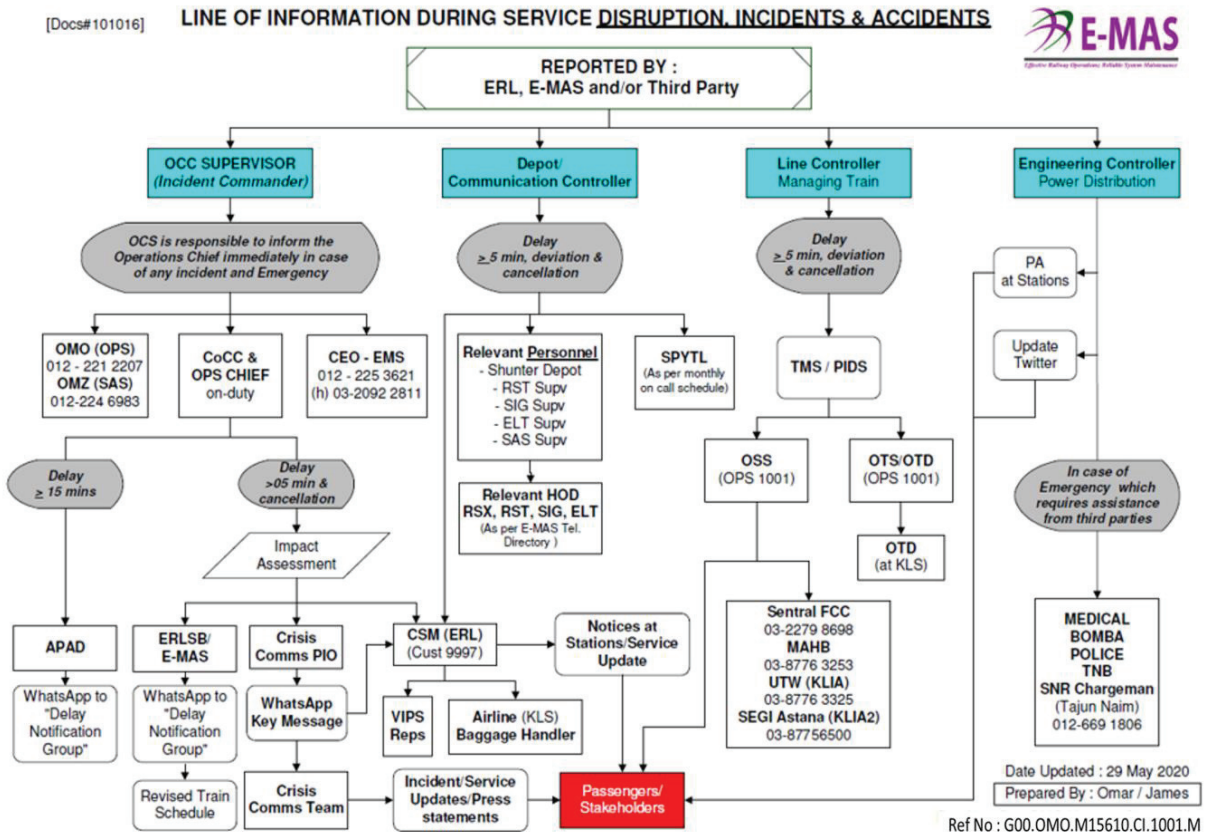 [Docs#101016]
LINE OF INFORMATION DURING SERVICE DISRUPTION, INCIDENTS & ACCIDENTS
E-MAS
Effective Railway Operations; Reliable System Maintenance
REPORTED BY :
ERL, E-MAS and/or Third Party
OCC SUPERVISOR
(Incident Commander)
Depot/
Communication Controller
Line Controller
Managing Train
Engineering Controller
Power Distribution
OCS is responsible to inform the
Operations Chief immediately in case
of any incident and Emergency
Delay
≥ 5 min, deviation &
cancellation
Delay
≥ 5 min, deviation
& cancellation
PA
at Stations
Update
Twitter
OMO (OPS)
012 - 221 2207
OMZ (SAS)
012-224 6983
CoCC &
OPS CHIEF
on-duty
CEO - EMS
012 - 225 3621
(h) 03-2092 2811
Relevant Personnel
- Shunter Depot
- RST Supv
- SIG Supv
- ELT Supv
- SAS Supv
SPYTL
(As per monthly
on call schedule)
TMS / PIDS
Delay
≥ 15 mins
Delay
>05 min &
cancellation
Relevant HOD
RSX, RST, SIG, ELT
(As per E-MAS Tel.
Directory )
OSS
(OPS 1001)
OTS/OTD
(OPS 1001)
In case of
Emergency which
requires assistance
from third parties
Impact
Assessment
OTD
(at KLS)
APAD
ERLSB/
E-MAS
Crisis
Comms PIO
CSM (ERL)
(Cust 9997)
Notices at
Stations/Service
Update
Sentral FCC
03-2279 8698
MAHB
03-8776 3253
UTW (KLIA)
03-8776 3325
SEGI Astana (KLIA2)
03-87756500
MEDICAL
BOMBA
POLICE
TNB
SNR Chargeman
(Tajun Naim)
012-669 1806
WhatsApp to
"Delay
Notification
Group"
WhatsApp to
"Delay
Notification
Group"
WhatsApp
Key Message
VIPS
Reps
Airline (KLS)
Baggage Handler
Revised Train
Schedule
Crisis
Comms Team
Incident/Service
Updates/Press
statements
Passengers/
Stakeholders
Date Updated : 29 May 2020
Prepared By : Omar / James
Ref No : G00.OMO.M15610.CI.1001.M